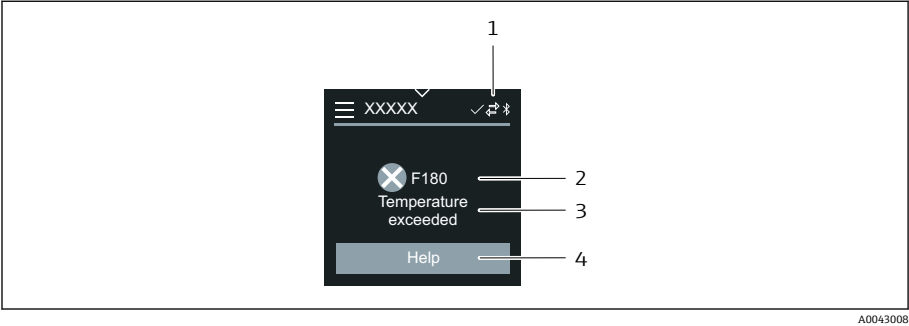 1
XXXXX
F180
2
Temperature
exceeded
3
Help
4
A0043008